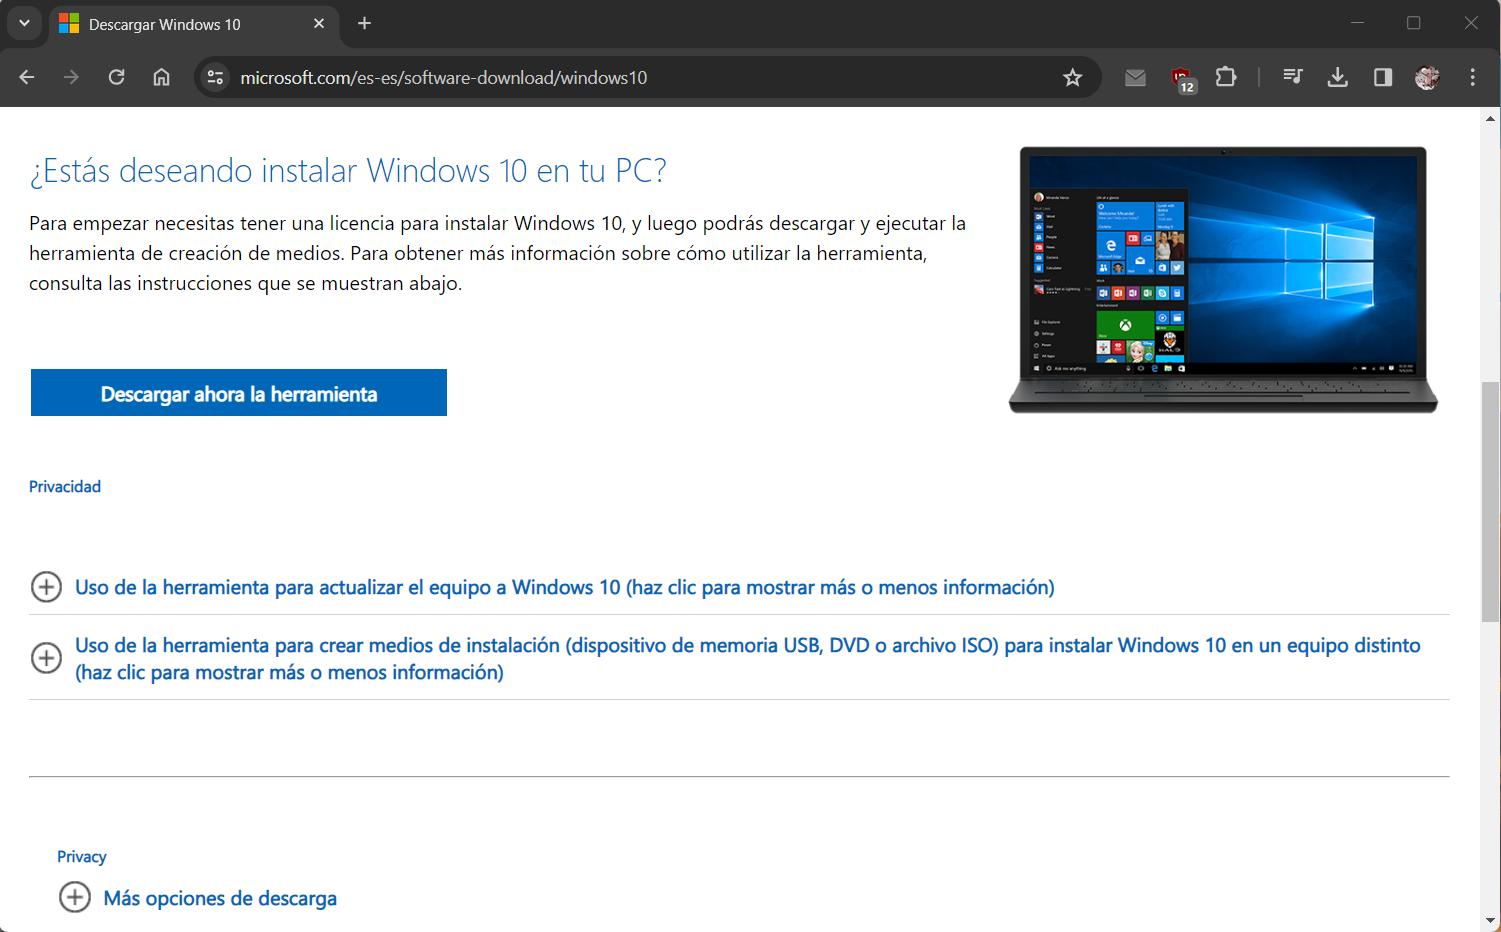 Descargar Windows 10
microsoft.com/es-es/software-download/windows10
12
¿Estás deseando instalar Windows 10 en tu PC?
Para empezar necesitas tener una licencia para instalar Windows 10, y luego podrás descargar y ejecutar la
herramienta de creación de medios. Para obtener más información sobre cómo utilizar la herramienta,
consulta las instrucciones que se muestran abajo.
Descargar ahora la herramienta
Privacidad
Uso de la herramienta para actualizar el equipo a Windows 10 (haz clic para mostrar más o menos información)
Uso de la herramienta para crear medios de instalación (dispositivo de memoria USB, DVD o archivo ISO) para instalar Windows 10 en un equipo distinto
(haz clic para mostrar más o menos información)
Privacy
Más opciones de descarga